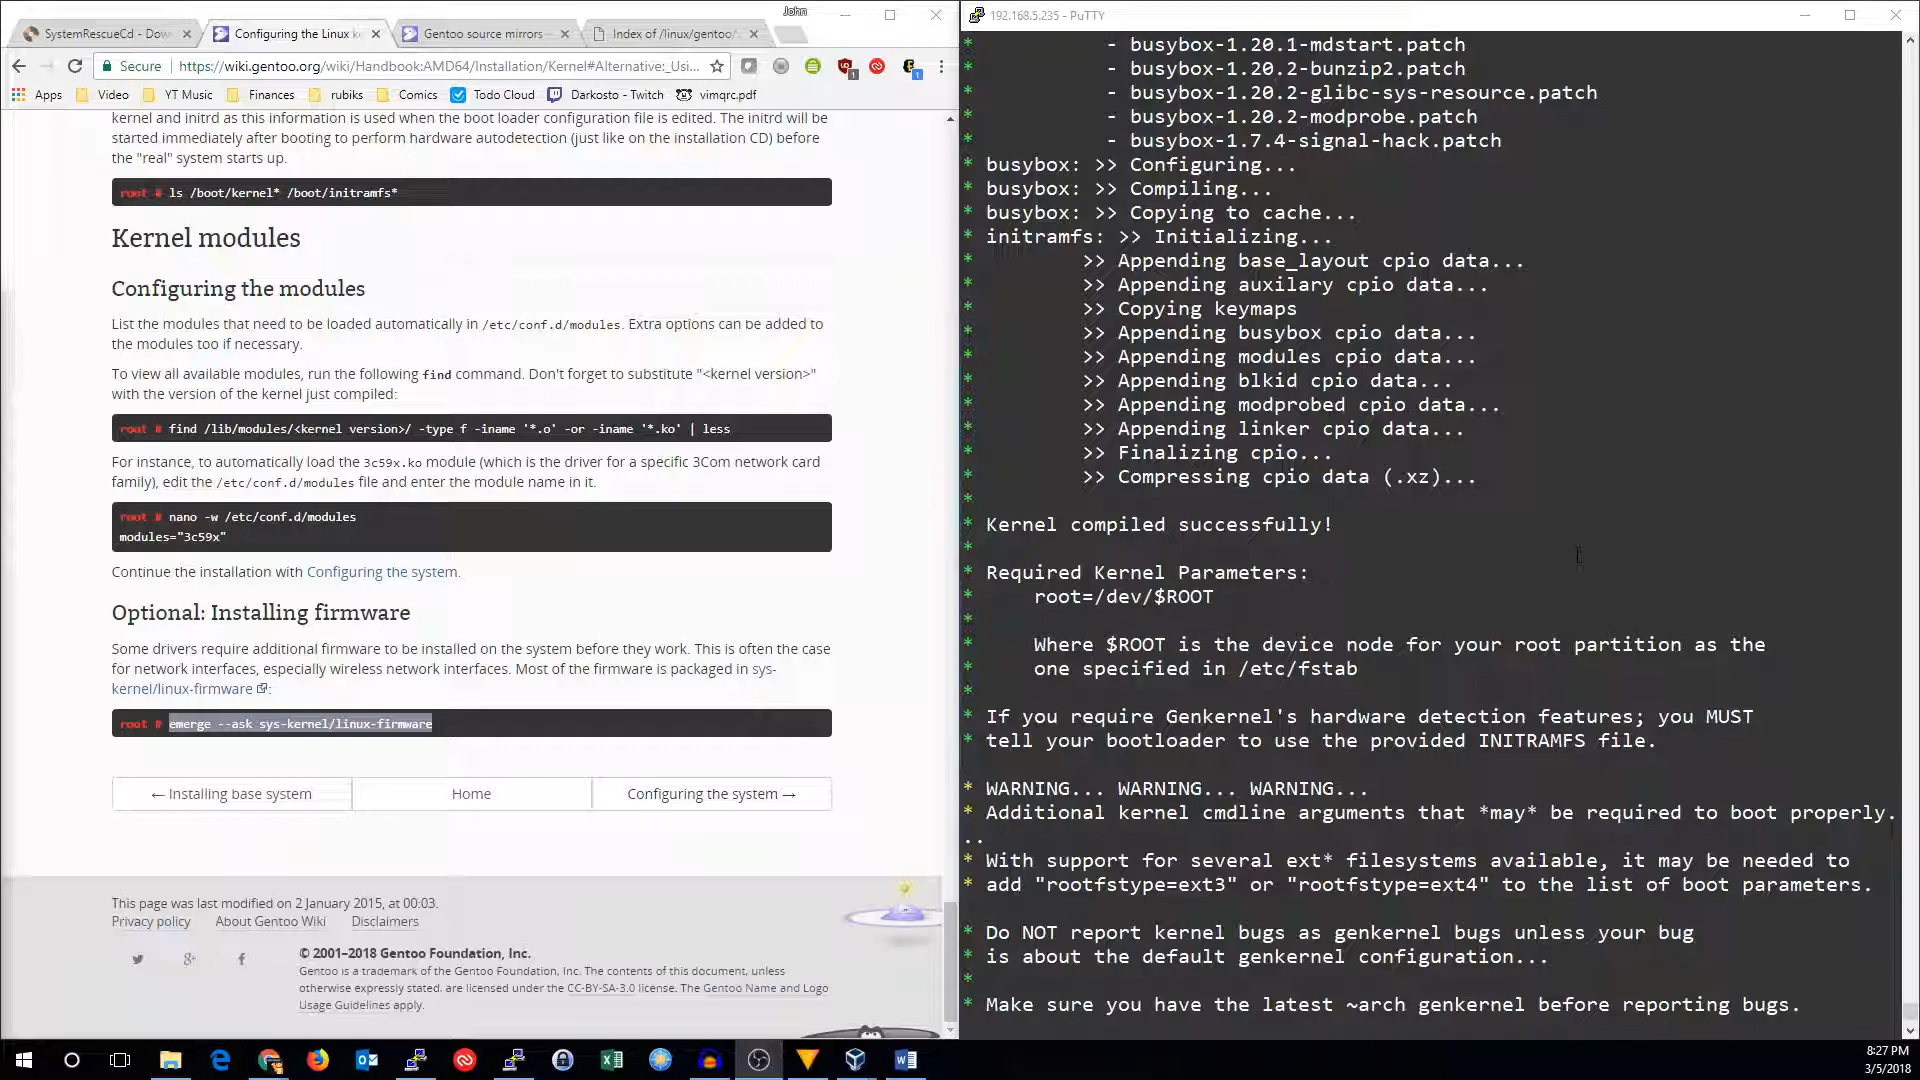 John
SystemRescueCd - Dow
Configuring the Linux k
Gentoo source mirrors –
Index of /linux/gentoo/
Secure
https://wiki.gentoo.org/wiki/Handbook:AMD64/Installation/Kernel#Alternative:_Usi...
Apps
Video
YT Music
Finances
rubiks
Comics
Todo Cloud
Darkosto - Twitch
vimqrc.pdf
kernel and initrd as this information is used when the boot loader configuration file is edited. The initrd will be
started immediately after booting to perform hardware autodetection (just like on the installation CD) before
the "real" system starts up.
root # ls /boot/kernel* /boot/initramfs*
Kernel modules
Configuring the modules
List the modules that need to be loaded automatically in /etc/conf.d/modules. Extra options can be added to
the modules too if necessary.
To view all available modules, run the following find command. Don't forget to substitute "<kernel version>"
with the version of the kernel just compiled:
root # find /lib/modules/<kernel version>/ -type f -iname '*.o' -or -iname '*.ko' | less
For instance, to automatically load the 3c59x.ko module (which is the driver for a specific 3Com network card
family), edit the /etc/conf.d/modules file and enter the module name in it.
root # nano -w /etc/conf.d/modules
modules="3c59x"
Continue the installation with Configuring the system.
Optional: Installing firmware
Some drivers require additional firmware to be installed on the system before they work. This is often the case
for network interfaces, especially wireless network interfaces. Most of the firmware is packaged in sys-
kernel/linux-firmware:
root # emerge --ask sys-kernel/linux-firmware
← Installing base system
Home
Configuring the system →
This page was last modified on 2 January 2015, at 00:03.
Privacy policy
About Gentoo Wiki
Disclaimers
© 2001–2018 Gentoo Foundation, Inc.
Gentoo is a trademark of the Gentoo Foundation, Inc. The contents of this document, unless
otherwise expressly stated, are licensed under the CC-BY-SA-3.0 license. The Gentoo Name and Logo
Usage Guidelines apply.
192.168.5.235 - PuTTY
* - busybox-1.20.1-mdstart.patch
* - busybox-1.20.2-bunzip2.patch
* - busybox-1.20.2-glibc-sys-resource.patch
* - busybox-1.20.2-modprobe.patch
* - busybox-1.7.4-signal-hack.patch
* busybox: >> Configuring...
* busybox: >> Compiling...
* busybox: >> Copying to cache...
* initramfs: >> Initializing...
* >> Appending base_layout cpio data...
* >> Appending auxilary cpio data...
* >> Copying keymaps
* >> Appending busybox cpio data...
* >> Appending modules cpio data...
* >> Appending blkid cpio data...
* >> Appending modprobed cpio data...
* >> Appending linker cpio data...
* >> Finalizing cpio...
* >> Compressing cpio data (.xz)...
*
* Kernel compiled successfully!
*
* Required Kernel Parameters:
* root=/dev/$ROOT
*
* Where $ROOT is the device node for your root partition as the
* one specified in /etc/fstab
*
* If you require Genkernel's hardware detection features; you MUST
* tell your bootloader to use the provided INITRAMFS file.
* WARNING... WARNING... WARNING...
* Additional kernel cmdline arguments that *may* be required to boot properly.
..
* With support for several ext* filesystems available, it may be needed to
* add "rootfstype=ext3" or "rootfstype=ext4" to the list of boot parameters.
* Do NOT report kernel bugs as genkernel bugs unless your bug
* is about the default genkernel configuration...
*
* Make sure you have the latest ~arch genkernel before reporting bugs.
8:27 PM
3/5/2018